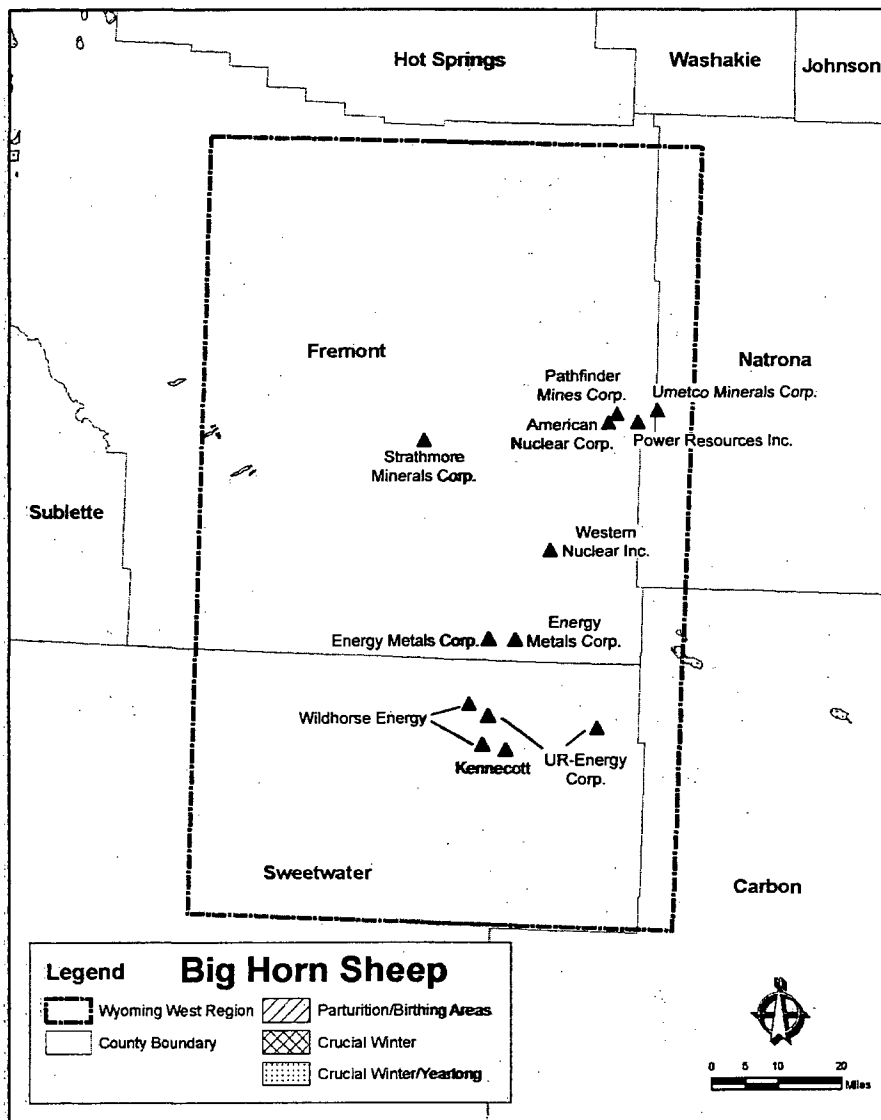 Hot Springs
Washakie
Johnson
Fremont
Natrona
Pathfinder
Mines Corp.
Umetco Minerals Corp.
American
Nuclear Corp.
Power Resources Inc.
Strathmore
Minerals Corp.
Sublette
Western
Nuclear Inc.
Energy Metals Corp.
Energy
Metals Corp.
Wildhorse Energy
Kennecott
UR-Energy
Corp.
Sweetwater
Carbon
Legend
Big Horn Sheep
Wyoming West Region
Parturition/Birthing Areas
County Boundary
Crucial Winter
Crucial Winter/Yearlong
N
0 5 10 20
Miles